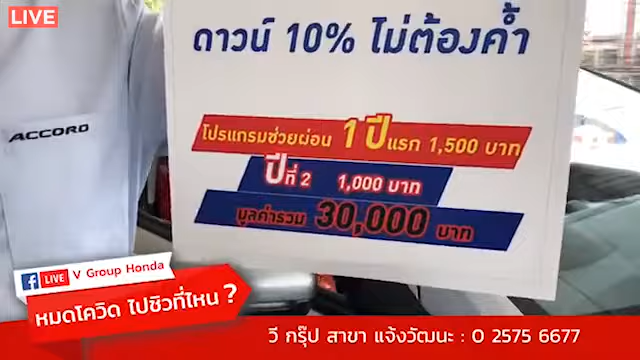 LIVE
ดาวน์ 10% ไม่ต้องค้ำ
ACCORD
โปรแกรมช่วยผ่อน 1 ปีแรก 1,500 บาท
ปีที่ 2 1,000 บาท
มูลค่ารวม 30,000 บาท
f LIVE V Group Honda
หมดโควิด ไปชิวที่ไหน ?
วี กรุ๊ป สาขา แจ้งวัฒนะ : 0 2575 6677